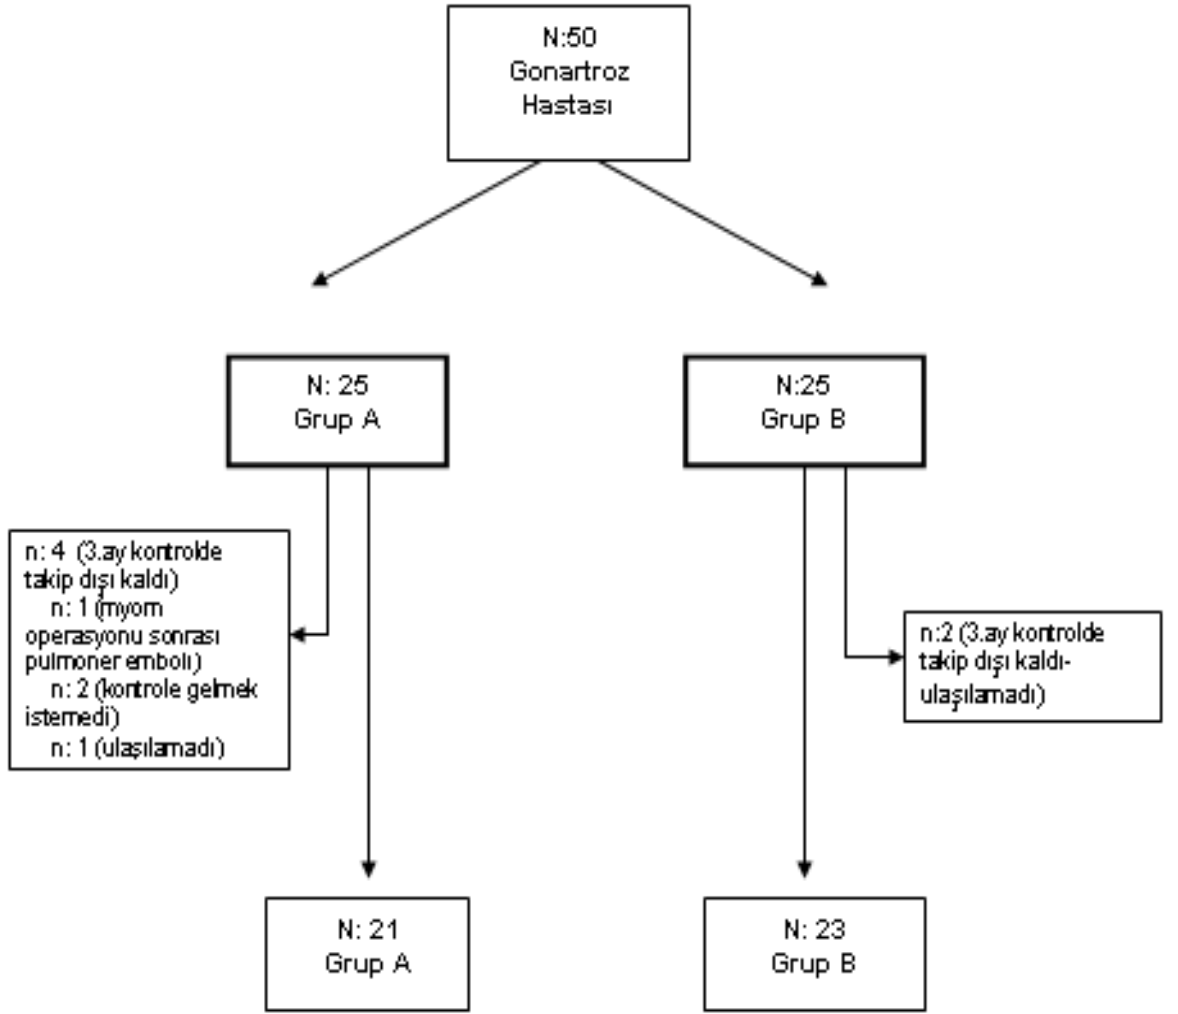 N:50
Gonartroz
Hastası
N: 25
Grup A
N:25
Grup B
n: 4 (3.ay kontrolde
takip dışı kaldı)
n: 1 (myom
operasyonu sonrası
pulmoner emboli)
n: 2 (kontrole gelmek
istemedi)
n: 1 (ulaşılamadı)
n:2 (3.ay kontrolde
takip dışı kaldı-
ulaşılamadı)
N: 21
Grup A
N: 23
Grup B